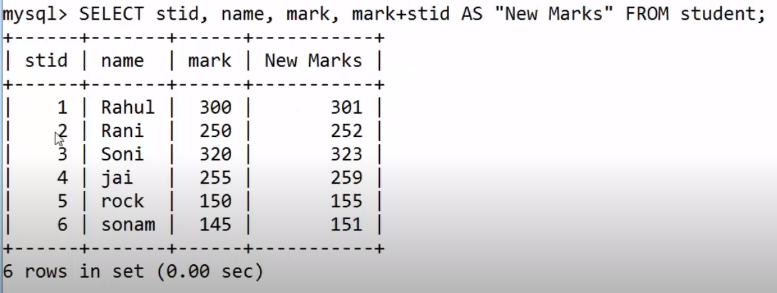 mysql> SELECT stid, name, mark, mark+stid AS "New Marks" FROM student;
+------+-------+------+-----------+
| stid | name  | mark | New Marks |
+------+-------+------+-----------+
|    1 | Rahul |  300 |       301 |
|    2 | Rani  |  250 |       252 |
|    3 | Soni  |  320 |       323 |
|    4 | jai   |  255 |       259 |
|    5 | rock  |  150 |       155 |
|    6 | sonam |  145 |       151 |
+------+-------+------+-----------+
6 rows in set (0.00 sec)